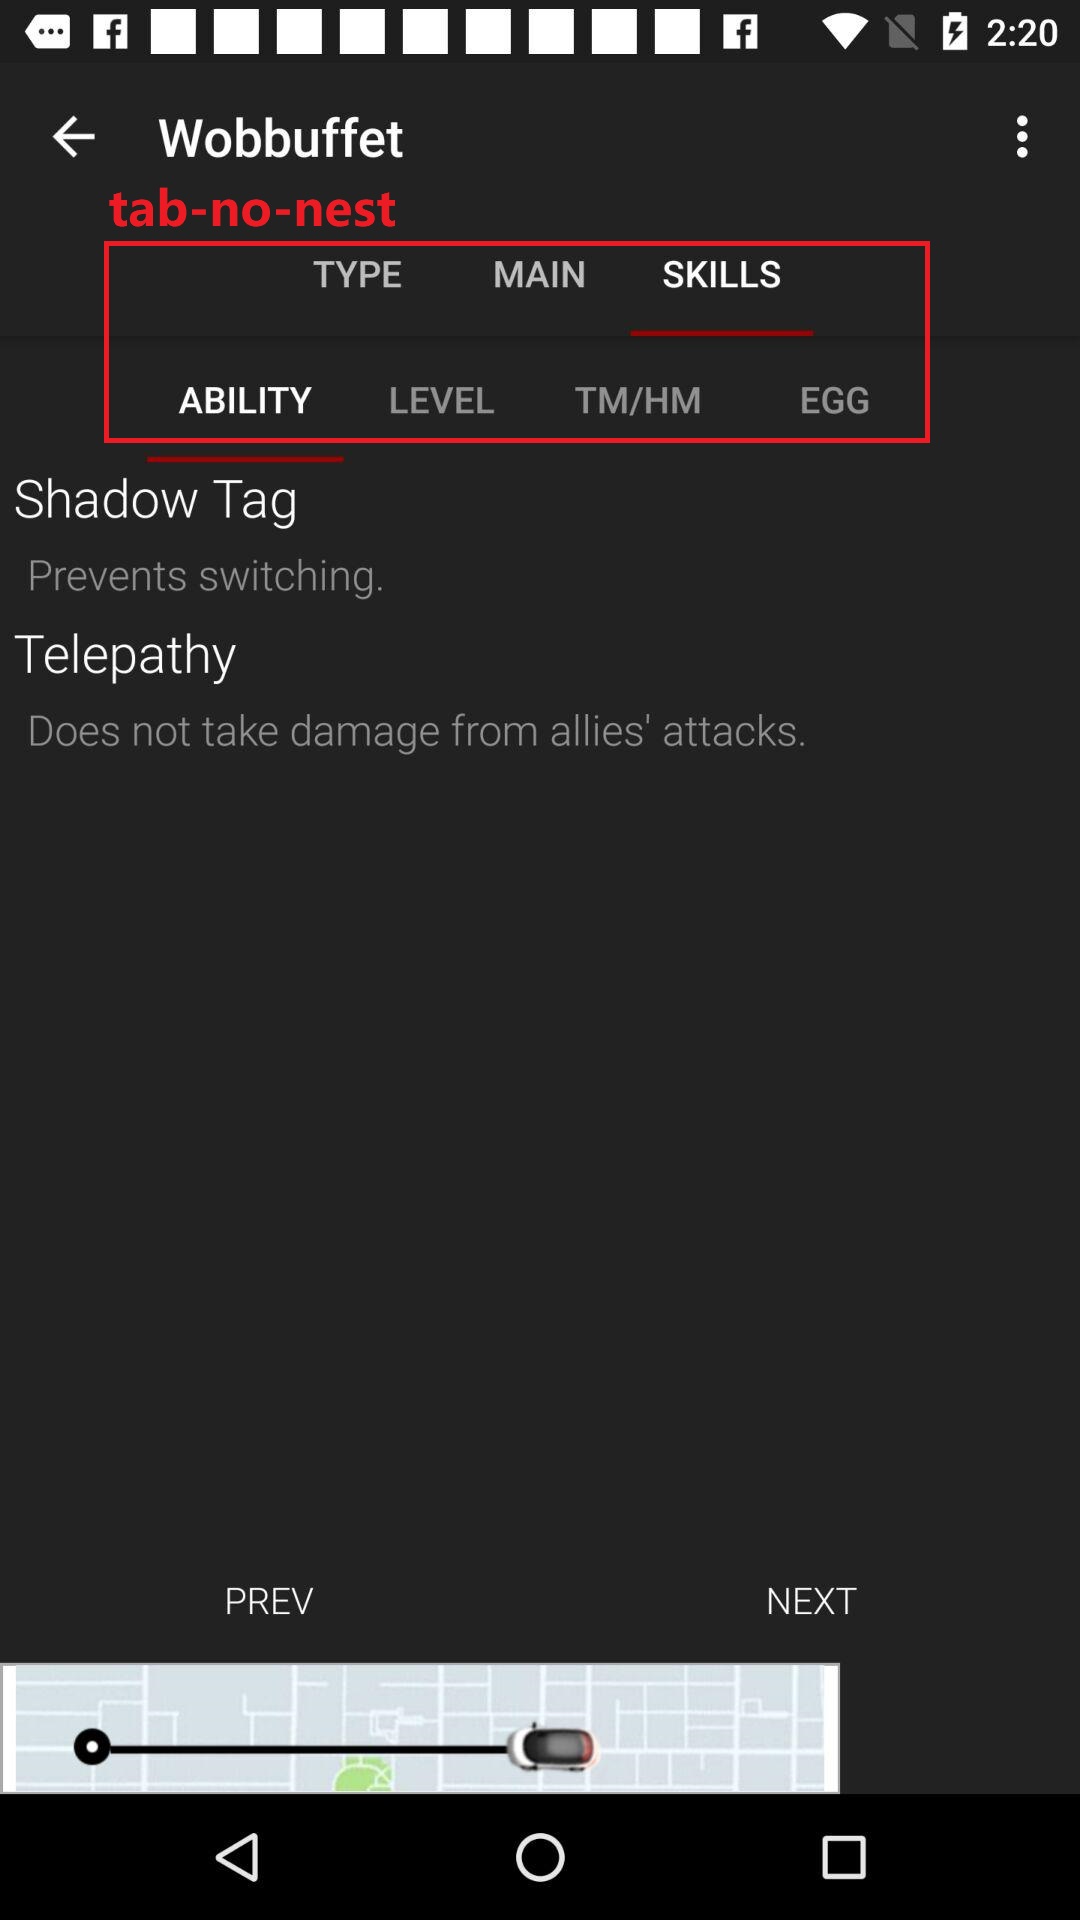 2:20
Wobbuffet
tab-no-nest
TYPE MAIN SKILLS
ABILITY LEVEL TM/HM EGG
Shadow Tag
Prevents switching.
Telepathy
Does not take damage from allies' attacks.
PREV NEXT